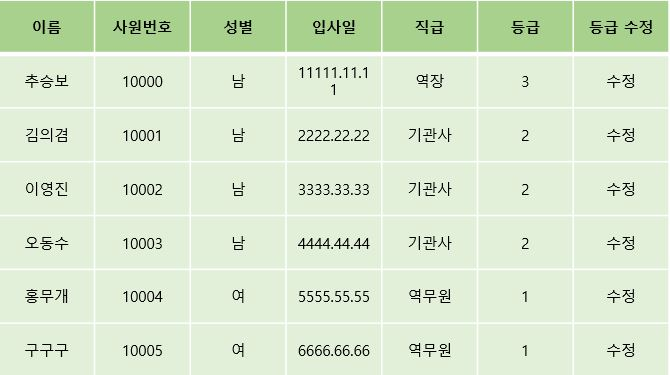 이름 사원번호 성별 입사일 직급 등급 등급 수정
추승보 10000 남 11111.11.1 역장 3 수정
1
김의겸 10001 남 2222.22.22 기관사 2 수정
이영진 10002 남 3333.33.33 기관사 2 수정
오동수 10003 남 4444.44.44 기관사 2 수정
홍무개 10004 여 5555.55.55 역무원 1 수정
구구구 10005 여 6666.66.66 역무원 1 수정